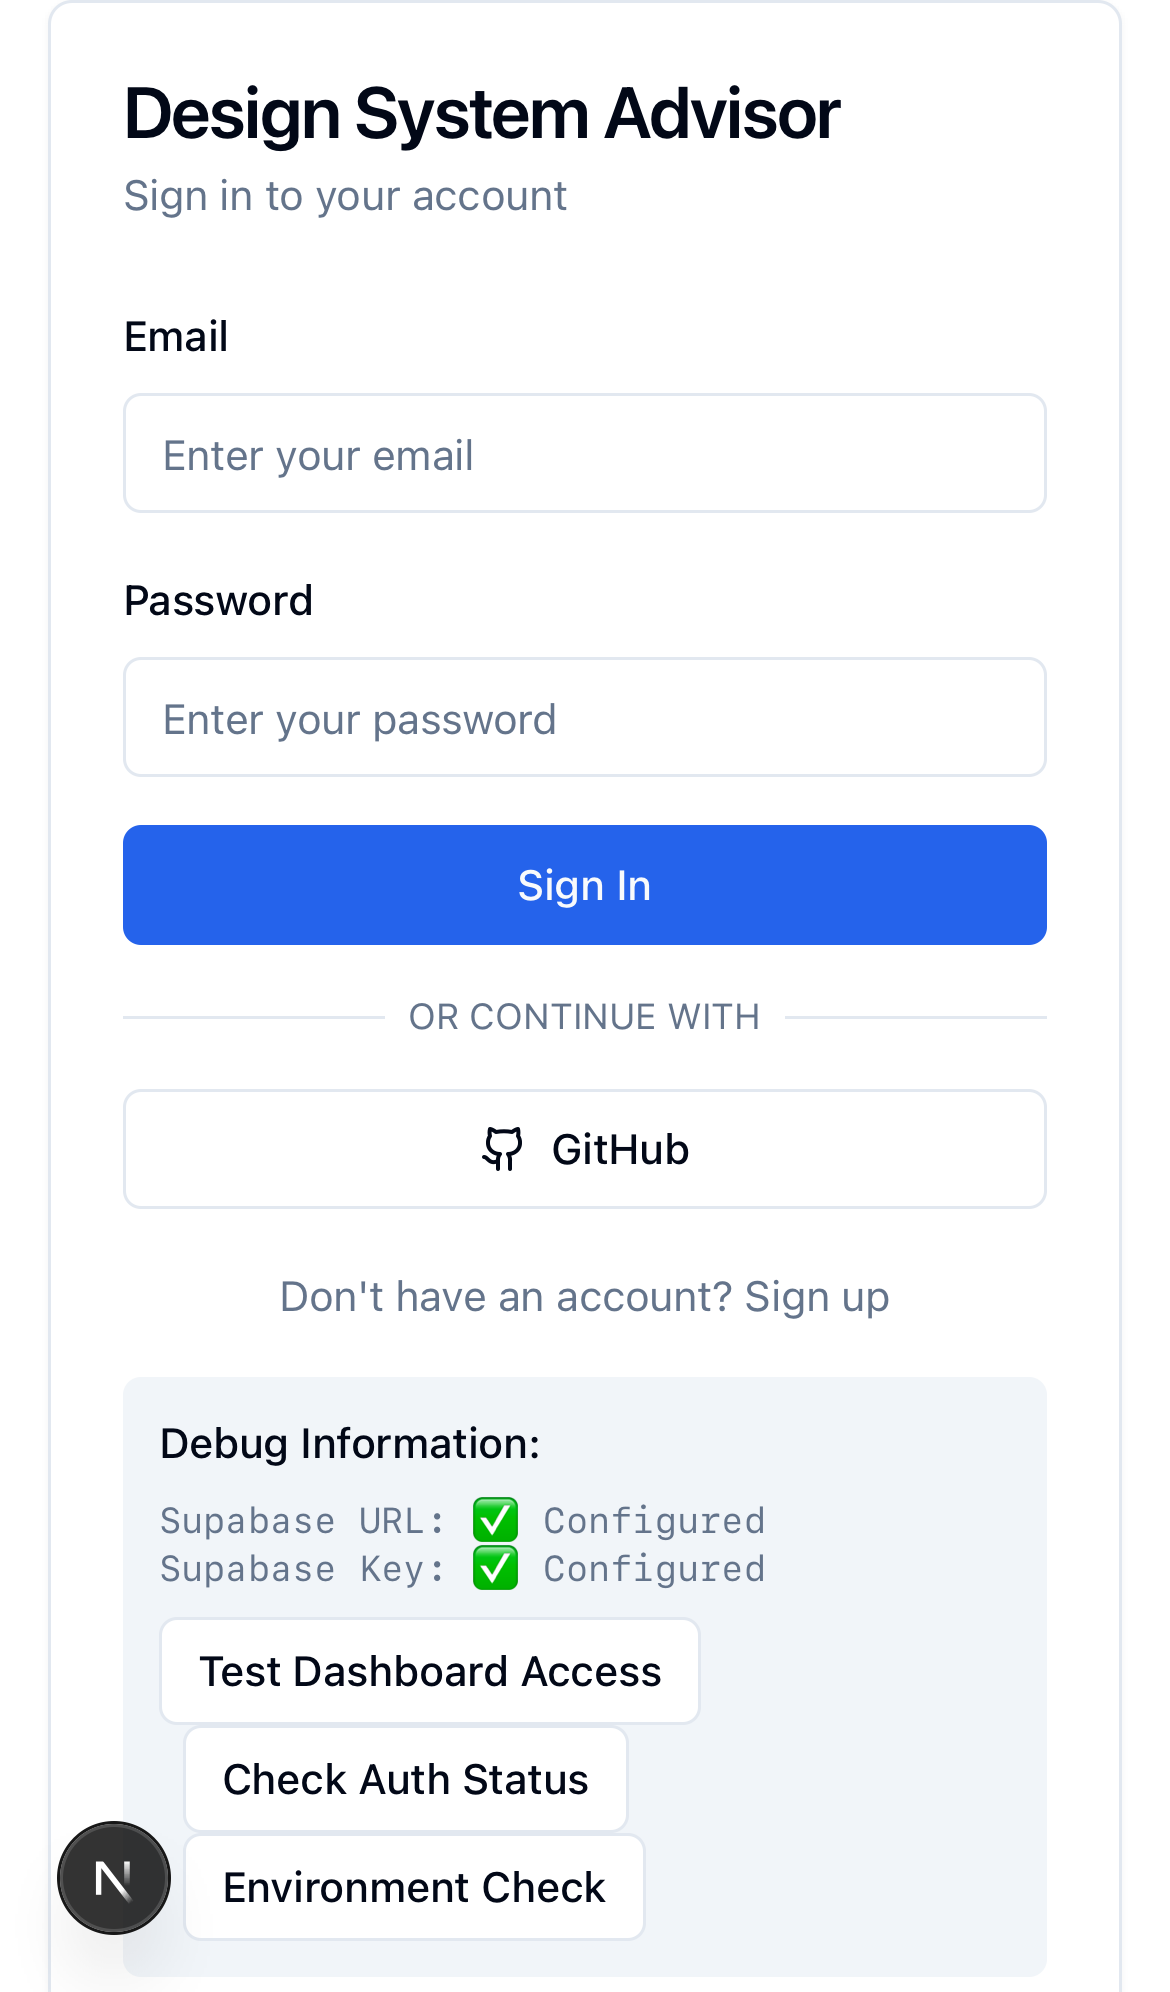 Design System Advisor
Sign in to your account
Email
Enter your email
Password
Enter your password
Sign In
OR CONTINUE WITH
GitHub
Don't have an account? Sign up
Debug Information:
Supabase URL: ✅ Configured
Supabase Key: ✅ Configured
Test Dashboard Access
Check Auth Status
N
Environment Check